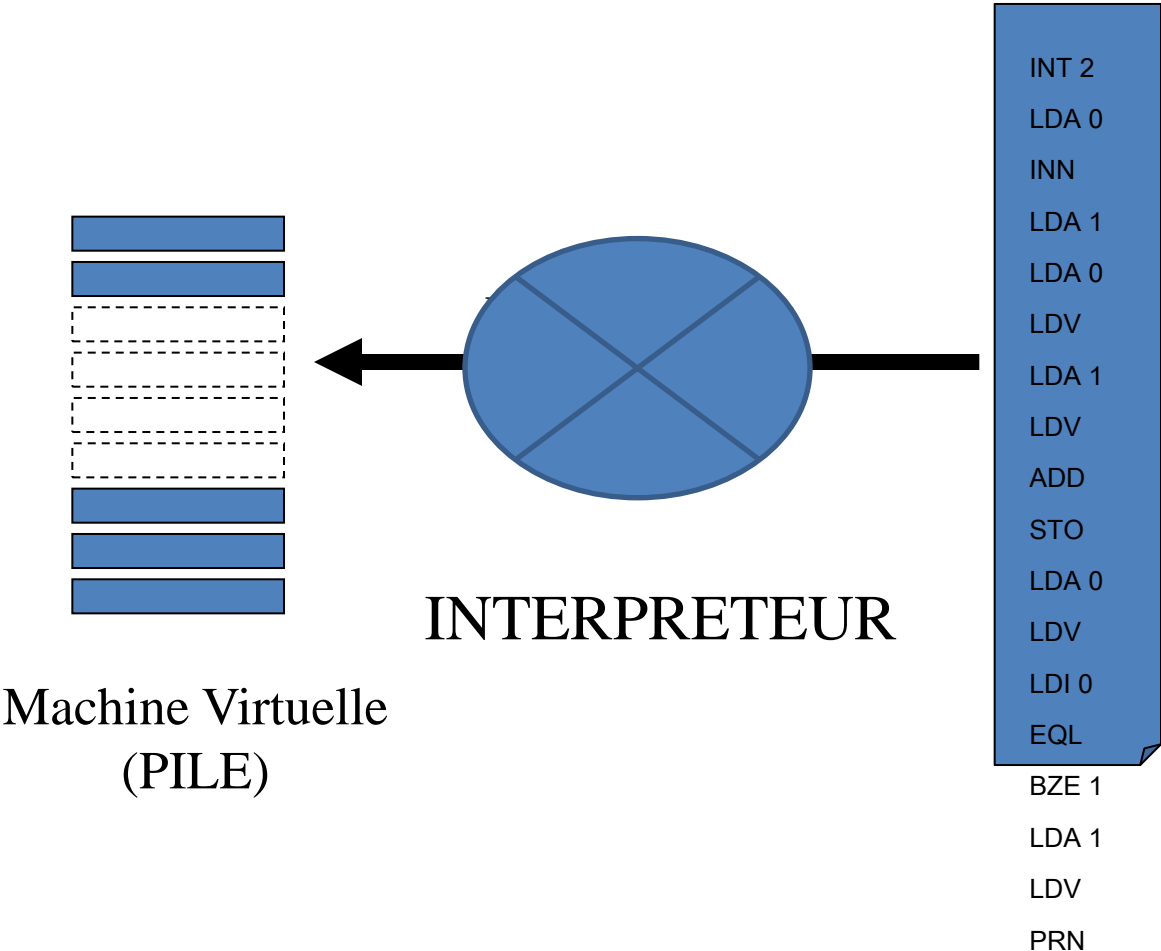 INT 2
LDA 0
INN
LDA 1
LDA 0
LDV
LDA 1
LDV
ADD
STO
LDA 0
LDV
LDI 0
EQL
BZE 1
LDA 1
LDV
PRN
INTERPRETEUR
Machine Virtuelle
(PILE)